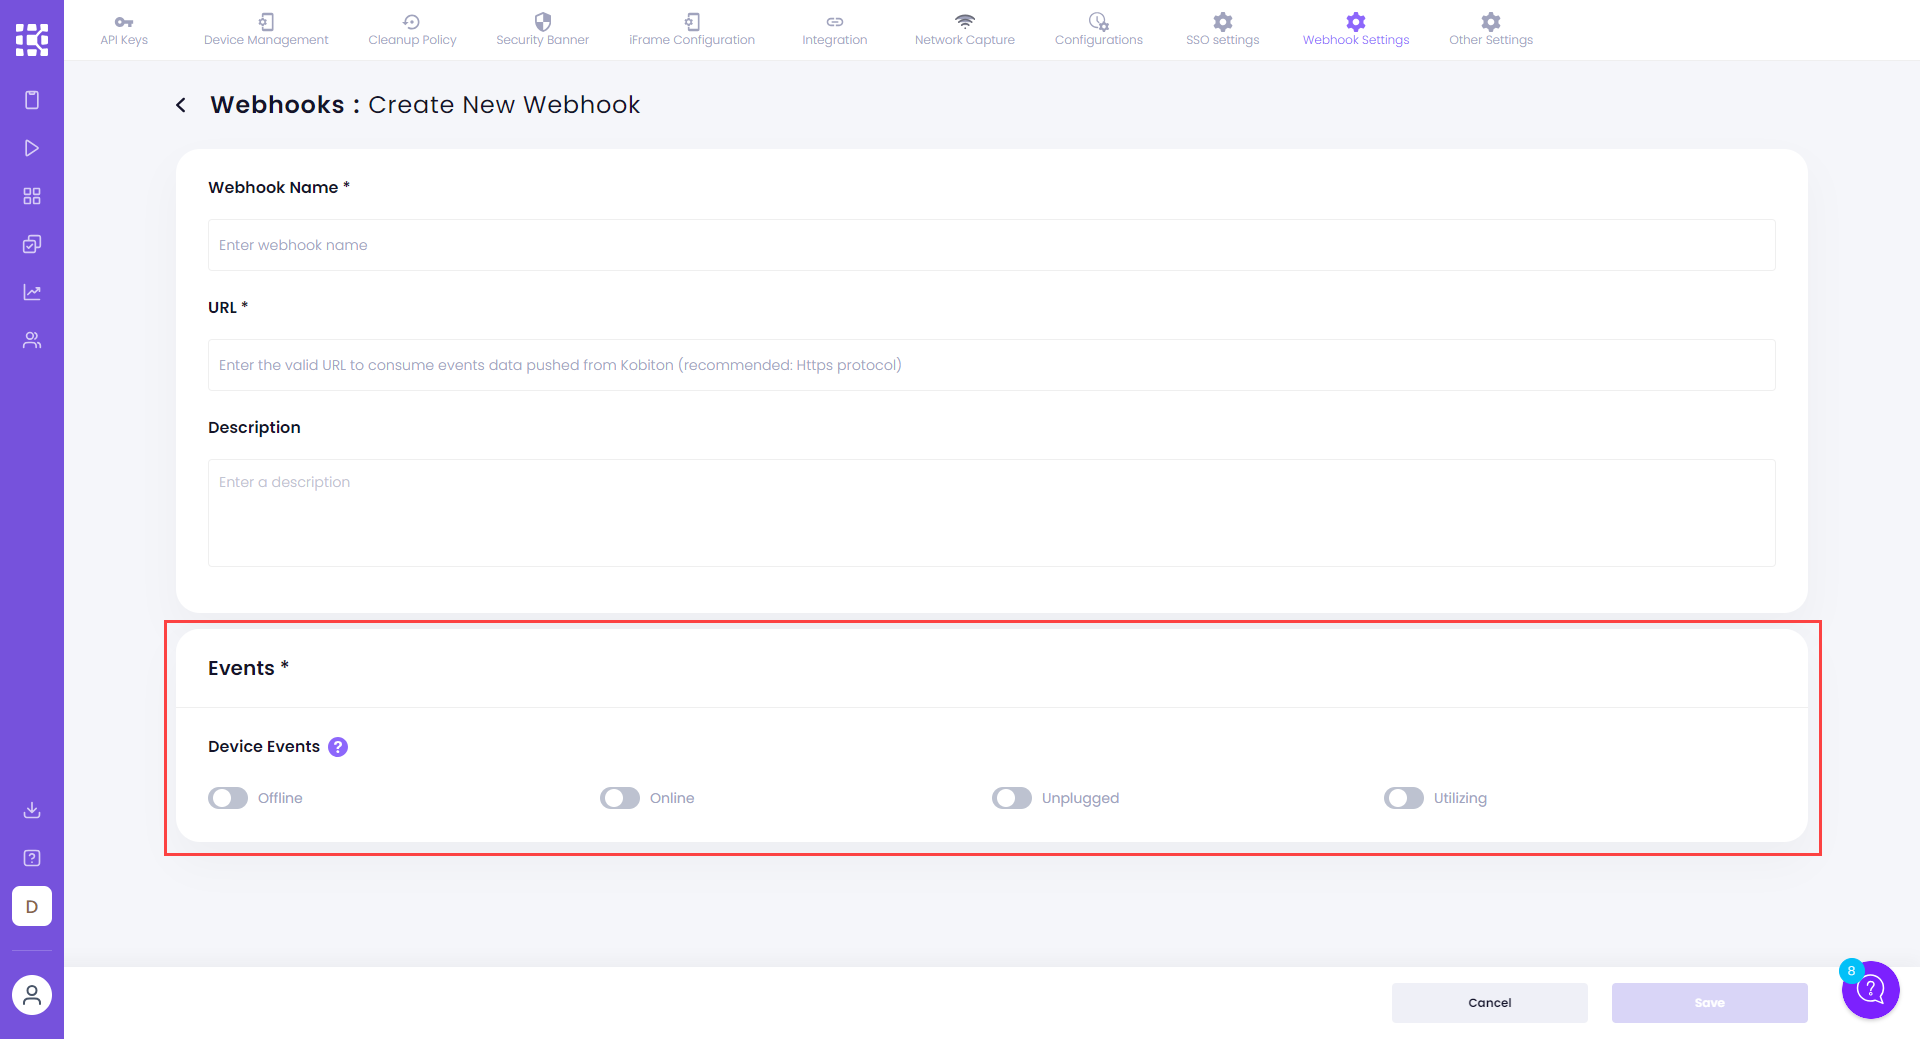 API Keys
Device Management
Cleanup Policy
Security Banner
iFrame Configuration
Integration
Network Capture
Configurations
SSO settings
Webhook Settings
Other Settings
Webhooks : Create New Webhook
Webhook Name *
Enter webhook name
URL *
Enter the valid URL to consume events data pushed from Kobiton (recommended: Https protocol)
Description
Enter a description
Events *
Device Events ?
Offline
Online
Unplugged
Utilizing
?
D
8
?
Cancel
Save